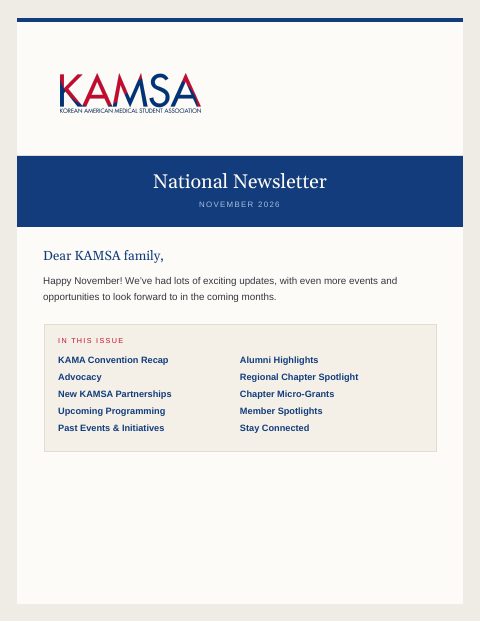 KAMSA
KOREAN AMERICAN MEDICAL STUDENT ASSOCIATION
National Newsletter
NOVEMBER 2026
Dear KAMSA family,
Happy November! We've had lots of exciting updates, with even more events and
opportunities to look forward to in the coming months.
IN THIS ISSUE
KAMA Convention Recap
Advocacy
New KAMSA Partnerships
Upcoming Programming
Past Events & Initiatives
Alumni Highlights
Regional Chapter Spotlight
Chapter Micro-Grants
Member Spotlights
Stay Connected